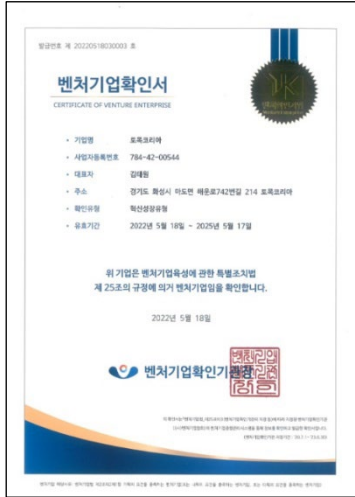 발급번호 제 20220518030003 호
벤처기업확인서
CERTIFICATE OF VENTURE ENTERPRISE
• 기업명 토폭코리아
• 사업자등록번호 784-42-00544
• 대표자 김태원
• 주소 경기도 화성시 마도면 해운로742번길 214 토폭코리아
• 확인유형 혁신성장유형
• 유효기간 2022년 5월 18일 ~ 2025년 5월 17일
위 기업은 벤처기업육성에 관한 특별조치법
제 25조의 규정에 의거 벤처기업임을 확인합니다.
2022년 5월 18일
벤처기업확인기관장